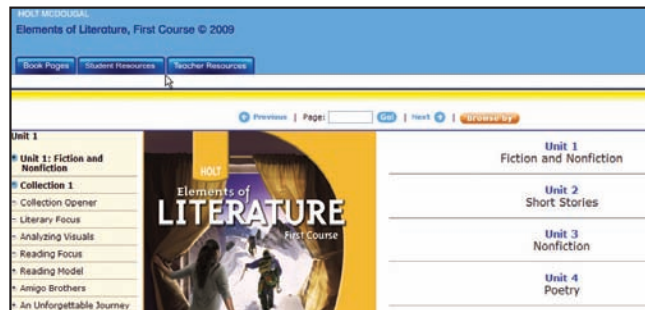 HOLT MCDOUGAL
Elements of Literature, First Course © 2009
Book Pages
Student Resources
Teacher Resources
Previous | Page: Go! | Next | Browse by
Unit 1
Unit 1: Fiction and
Nonfiction
Collection 1
Collection Opener
Literary Focus
Analyzing Visuals
Reading Focus
Reading Model
Amigo Brothers
An Unforgettable Journey
HOLT
Elements of
LITERATURE
First Course
Unit 1
Fiction and Nonfiction
Unit 2
Short Stories
Unit 3
Nonfiction
Unit 4
Poetry